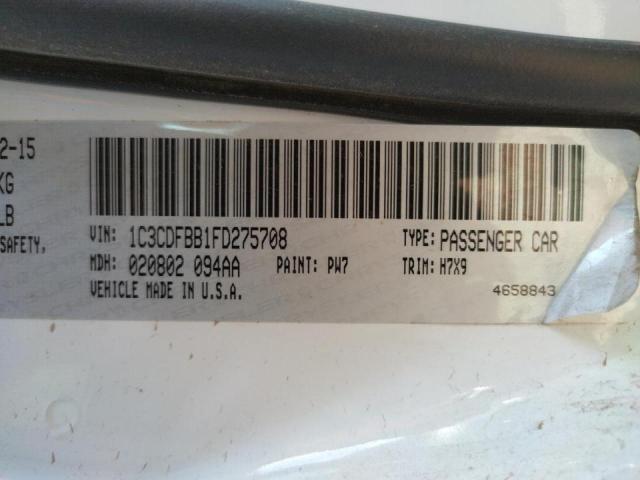 2-15
KG
LB
SAFETY,
VIN: 1C3CDFBB1FD275708 TYPE: PASSENGER CAR
MDH: 020802 094AA PAINT: PW7 TRIM: H7X9
VEHICLE MADE IN U.S.A. 4658843